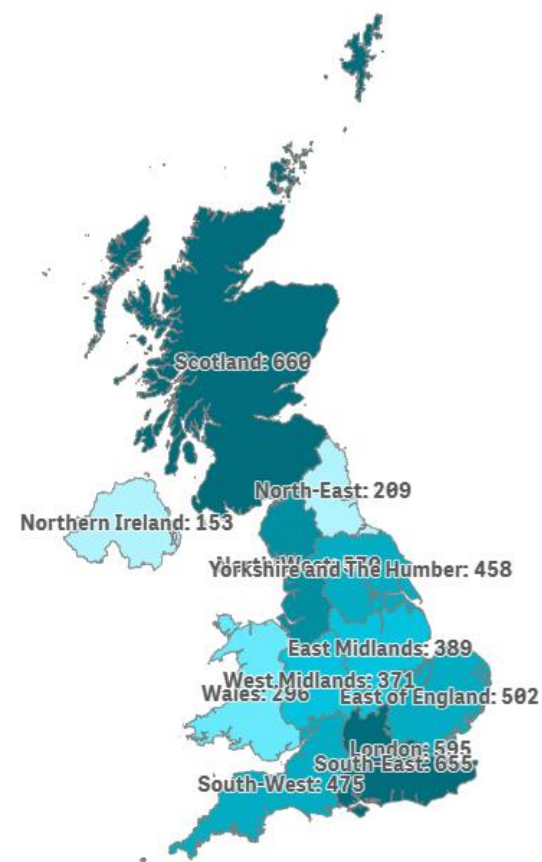 Scotland: 660
North-East: 209
Northern Ireland: 153
Yorkshire and The Humber: 458
East Midlands: 389
West Midlands: 371
Wales: 296
East of England: 502
London: 595
South-East: 655
South-West: 475